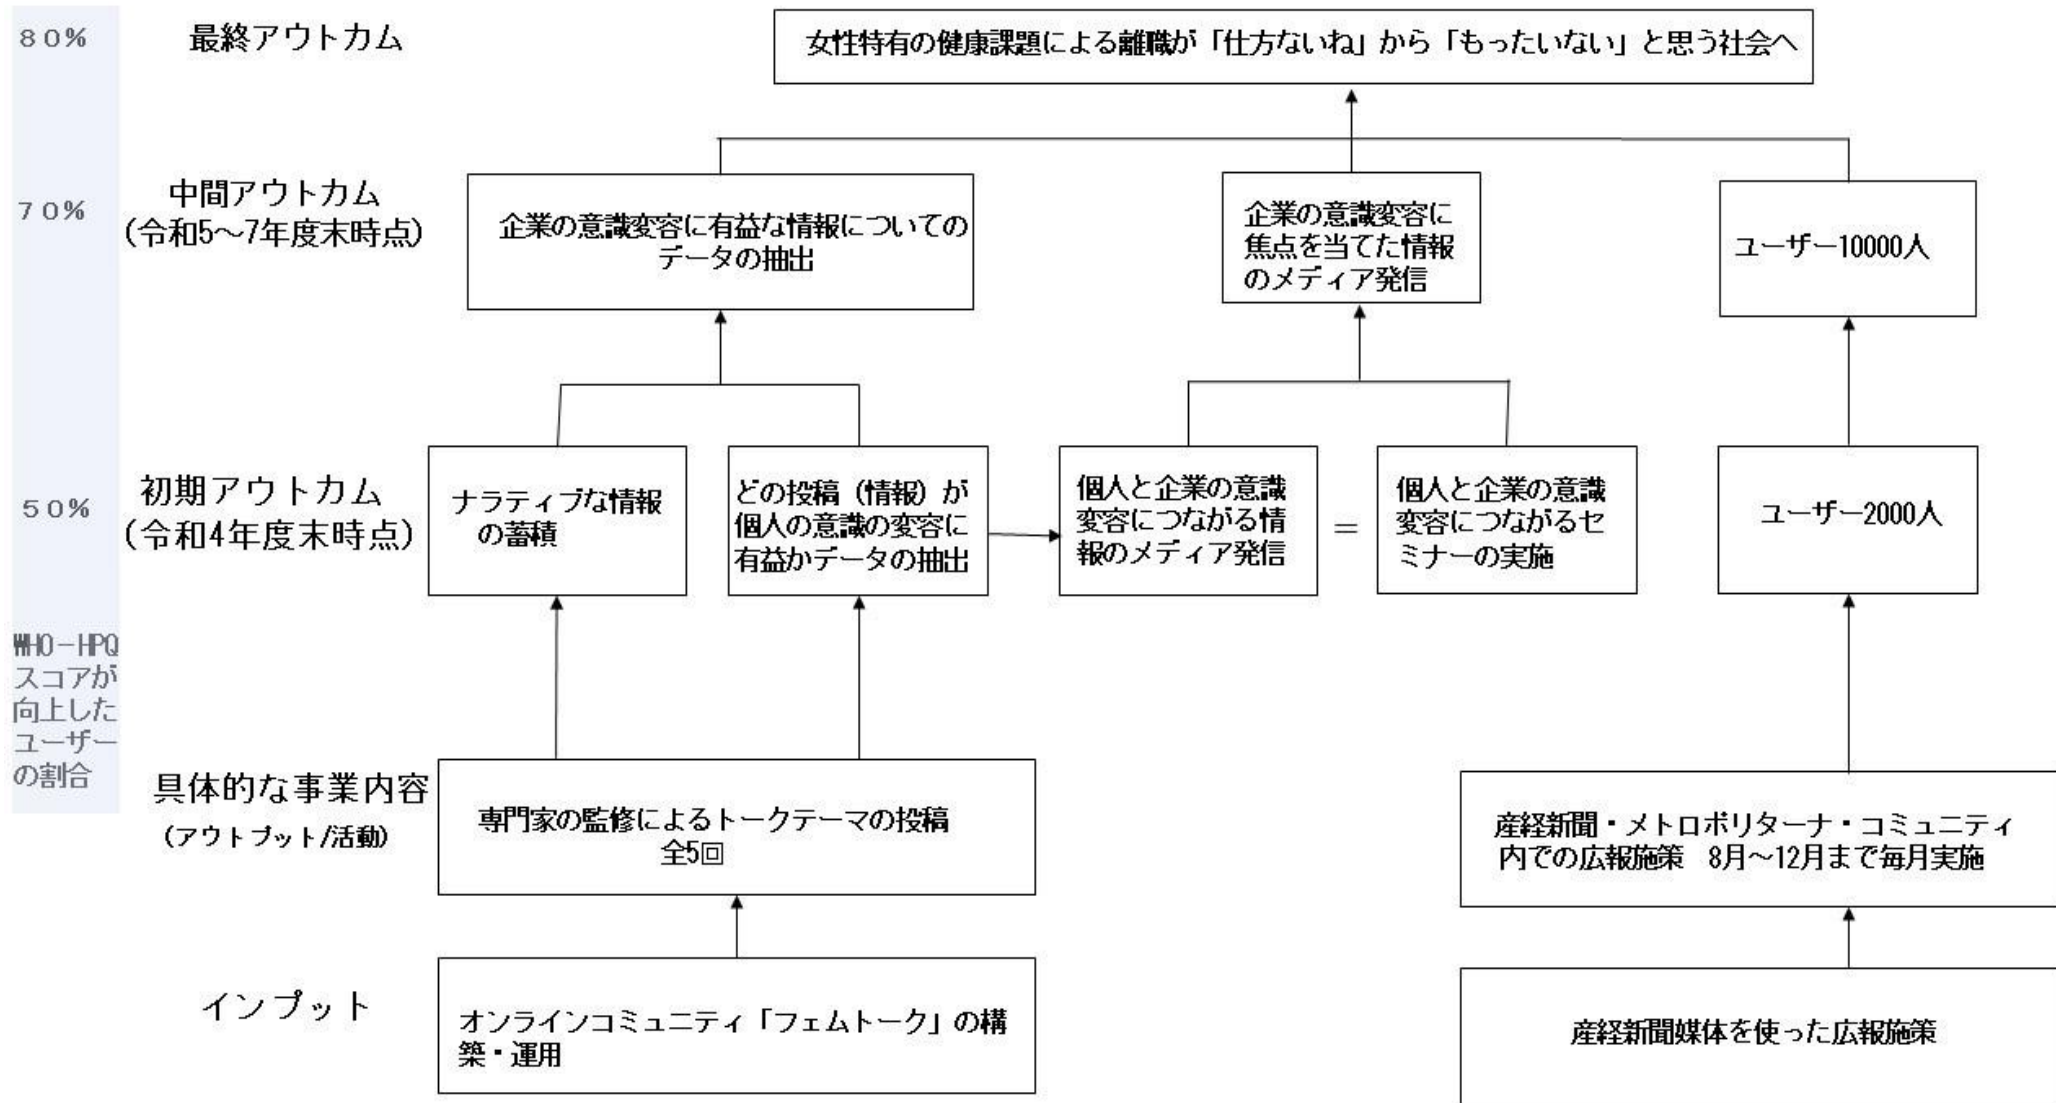 80%
最終アウトカム
女性特有の健康課題による離職が「仕方ないね」から「もったいない」と思う社会へ
70%
中間アウトカム
(令和5～7年度末時点)
企業の意識変容に有益な情報についての
データの抽出
企業の意識変容に
焦点を当てた情報
のメディア発信
ユーザー10000人
50%
初期アウトカム
(令和4年度末時点)
ナラティブな情報
の蓄積
どの投稿（情報）が
個人の意識の変容に
有益かデータの抽出
個人と企業の意識
変容につながる情
報のメディア発信
=
個人と企業の意識
変容につながるセ
ミナーの実施
ユーザー2000人
WHO-HPQ
スコアが
向上した
ユーザー
の割合
具体的な事業内容
(アウトプット/活動)
専門家の監修によるトークテーマの投稿
全5回
産経新聞・メトロポリターナ・コミュニティ
内での広報施策　8月～12月まで毎月実施
インプット
オンラインコミュニティ「フェムトーク」の構
築・運用
産経新聞媒体を使った広報施策